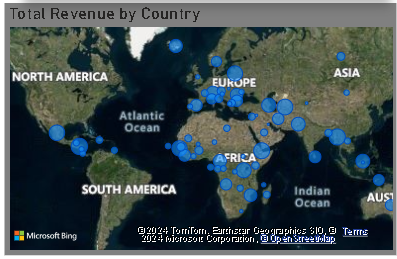 Total Revenue by Country
NORTH AMERICA
EUROPE
ASIA
Atlantic
Ocean
AFRICA
SOUTH AMERICA
Indian
Ocean
AUST
Microsoft Bing
© 2024 TomTom, Earthstar Geographics SIO, ©
2024 Microsoft Corporation, © OpenStreetMap
Terms